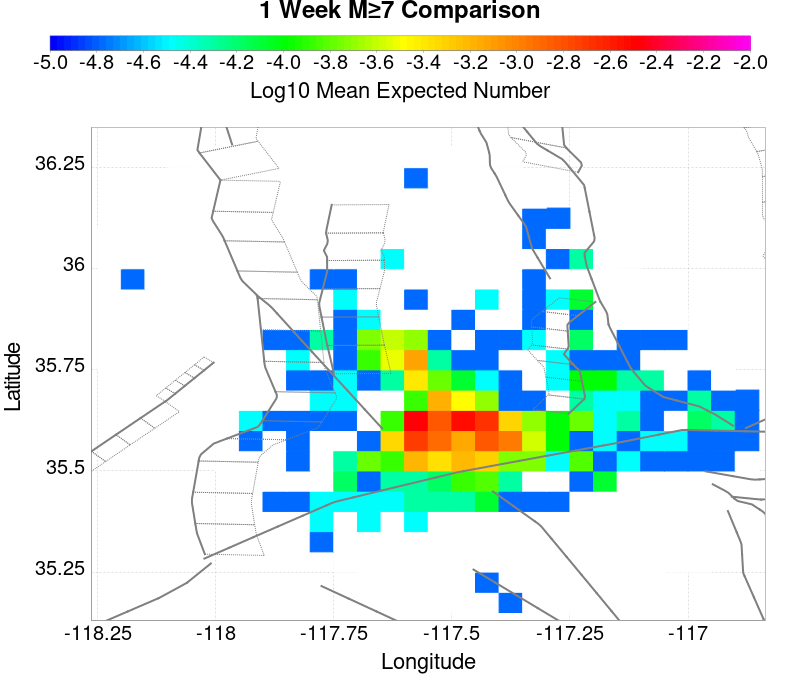 1 Week M≥7 Comparison
-5.0 -4.8 -4.6 -4.4 -4.2 -4.0 -3.8 -3.6 -3.4 -3.2 -3.0 -2.8 -2.6 -2.4 -2.2 -2.0
Log10 Mean Expected Number
36.25
36
35.75
35.5
35.25
Latitude
-118.25 -118 -117.75 -117.5 -117.25 -117
Longitude